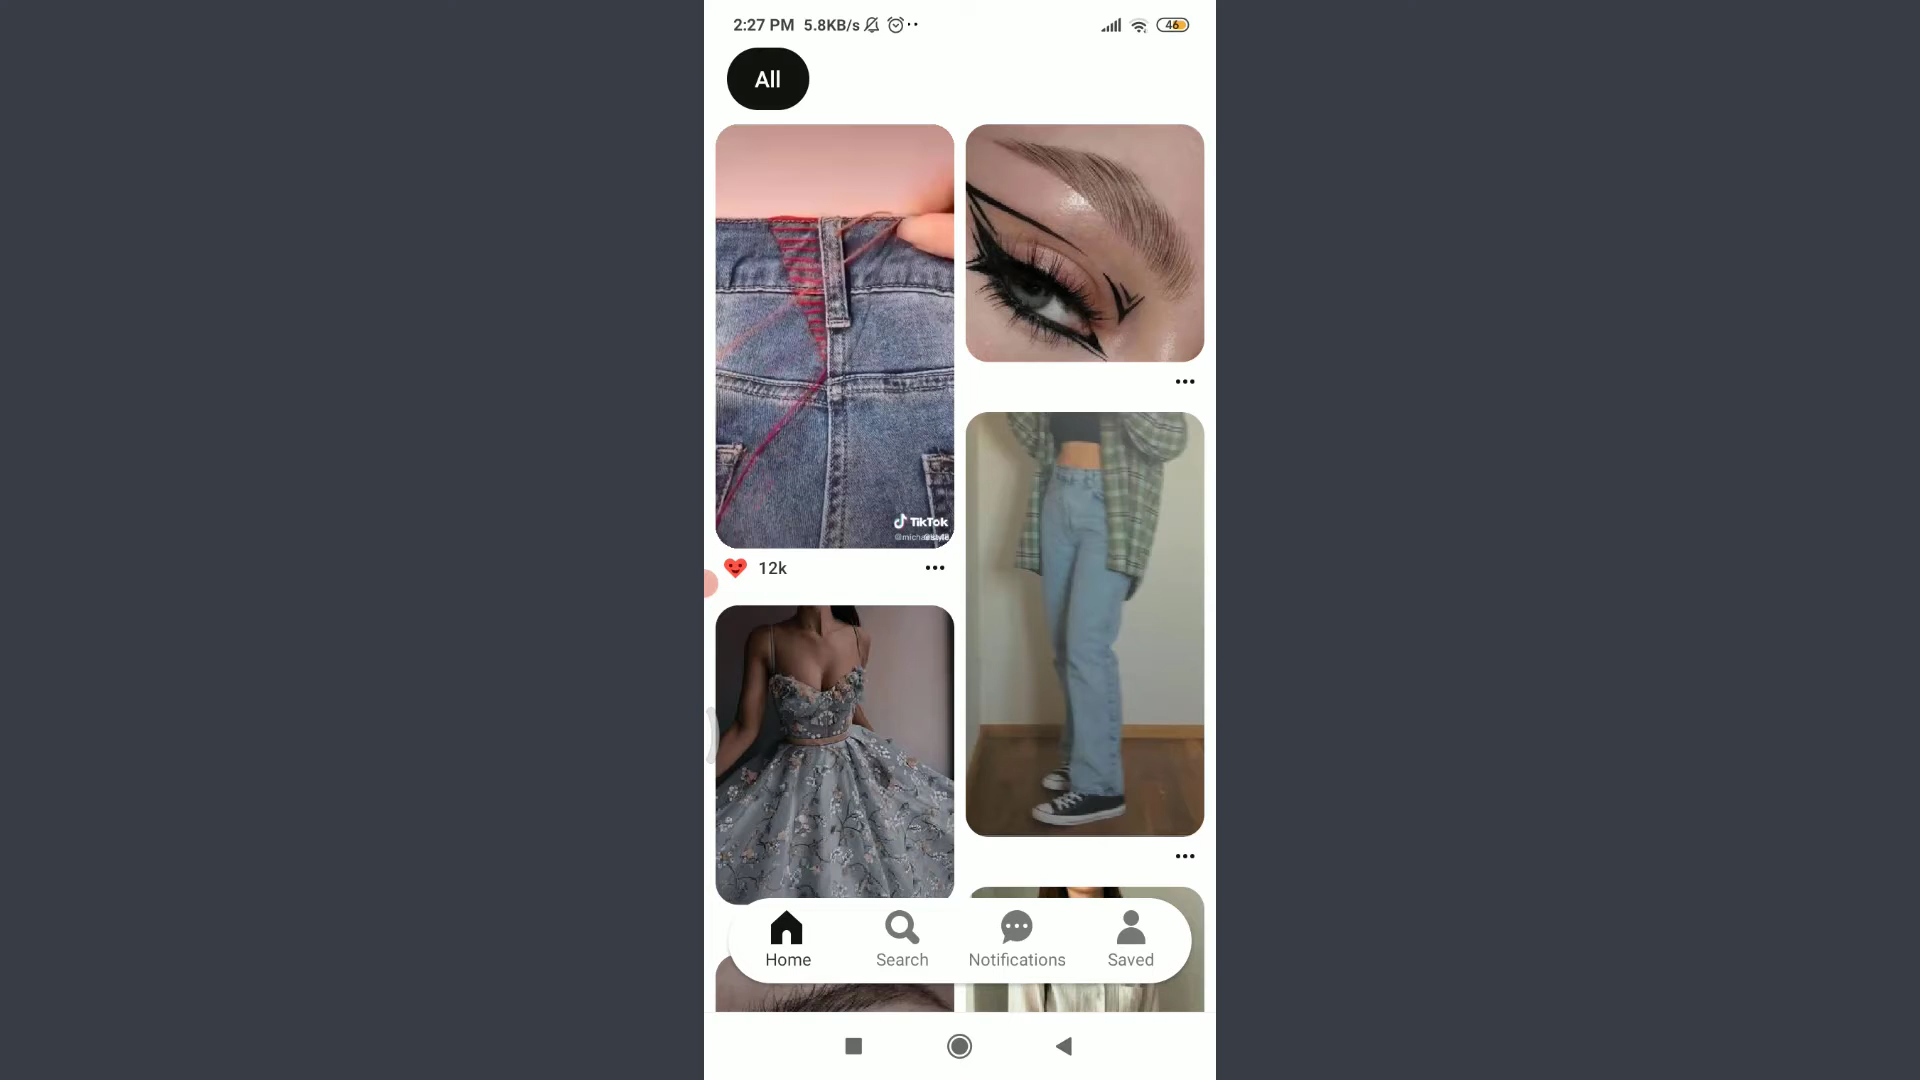 2:27 PM 5.8KB/s
46
All
TikTok
12k
Home
Search
Notifications
Saved